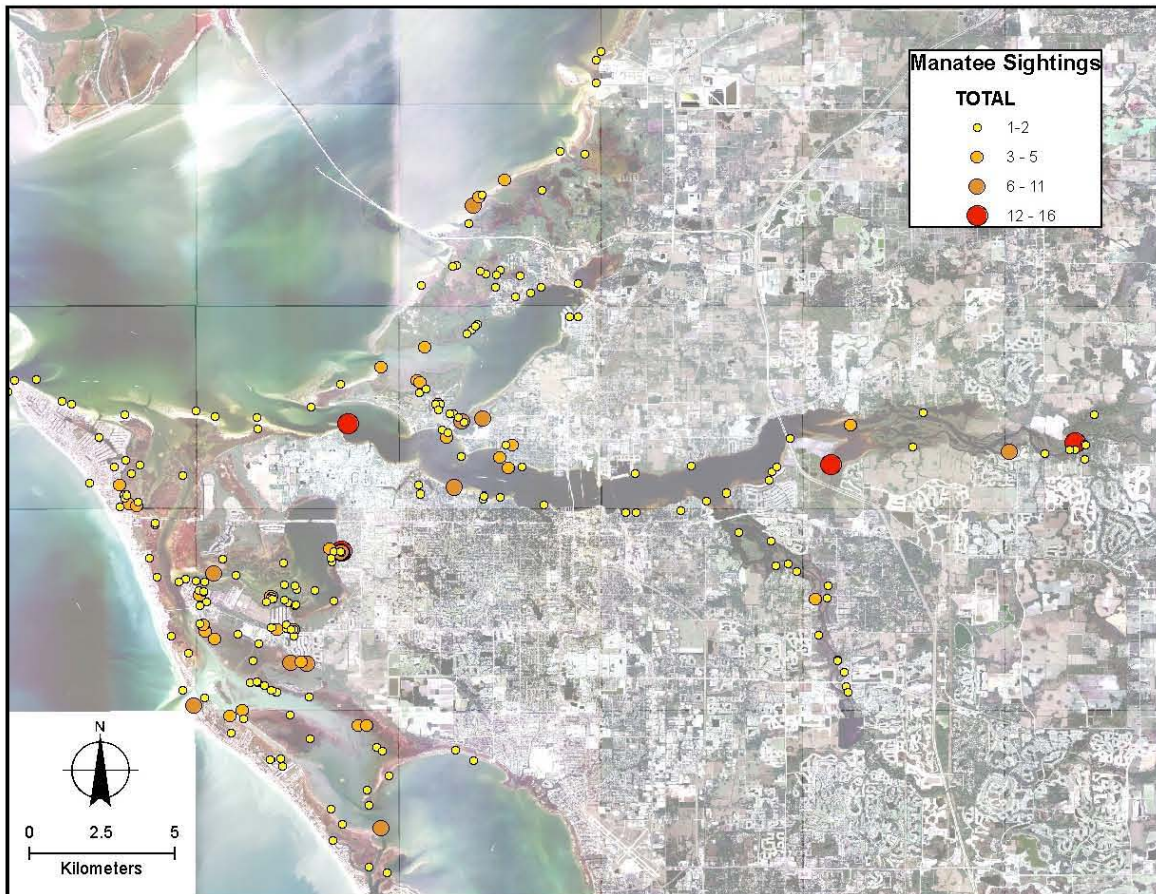 Manatee Sightings
TOTAL
1-2
3 - 5
6 - 11
12 - 16
N
0 2.5 5
Kilometers